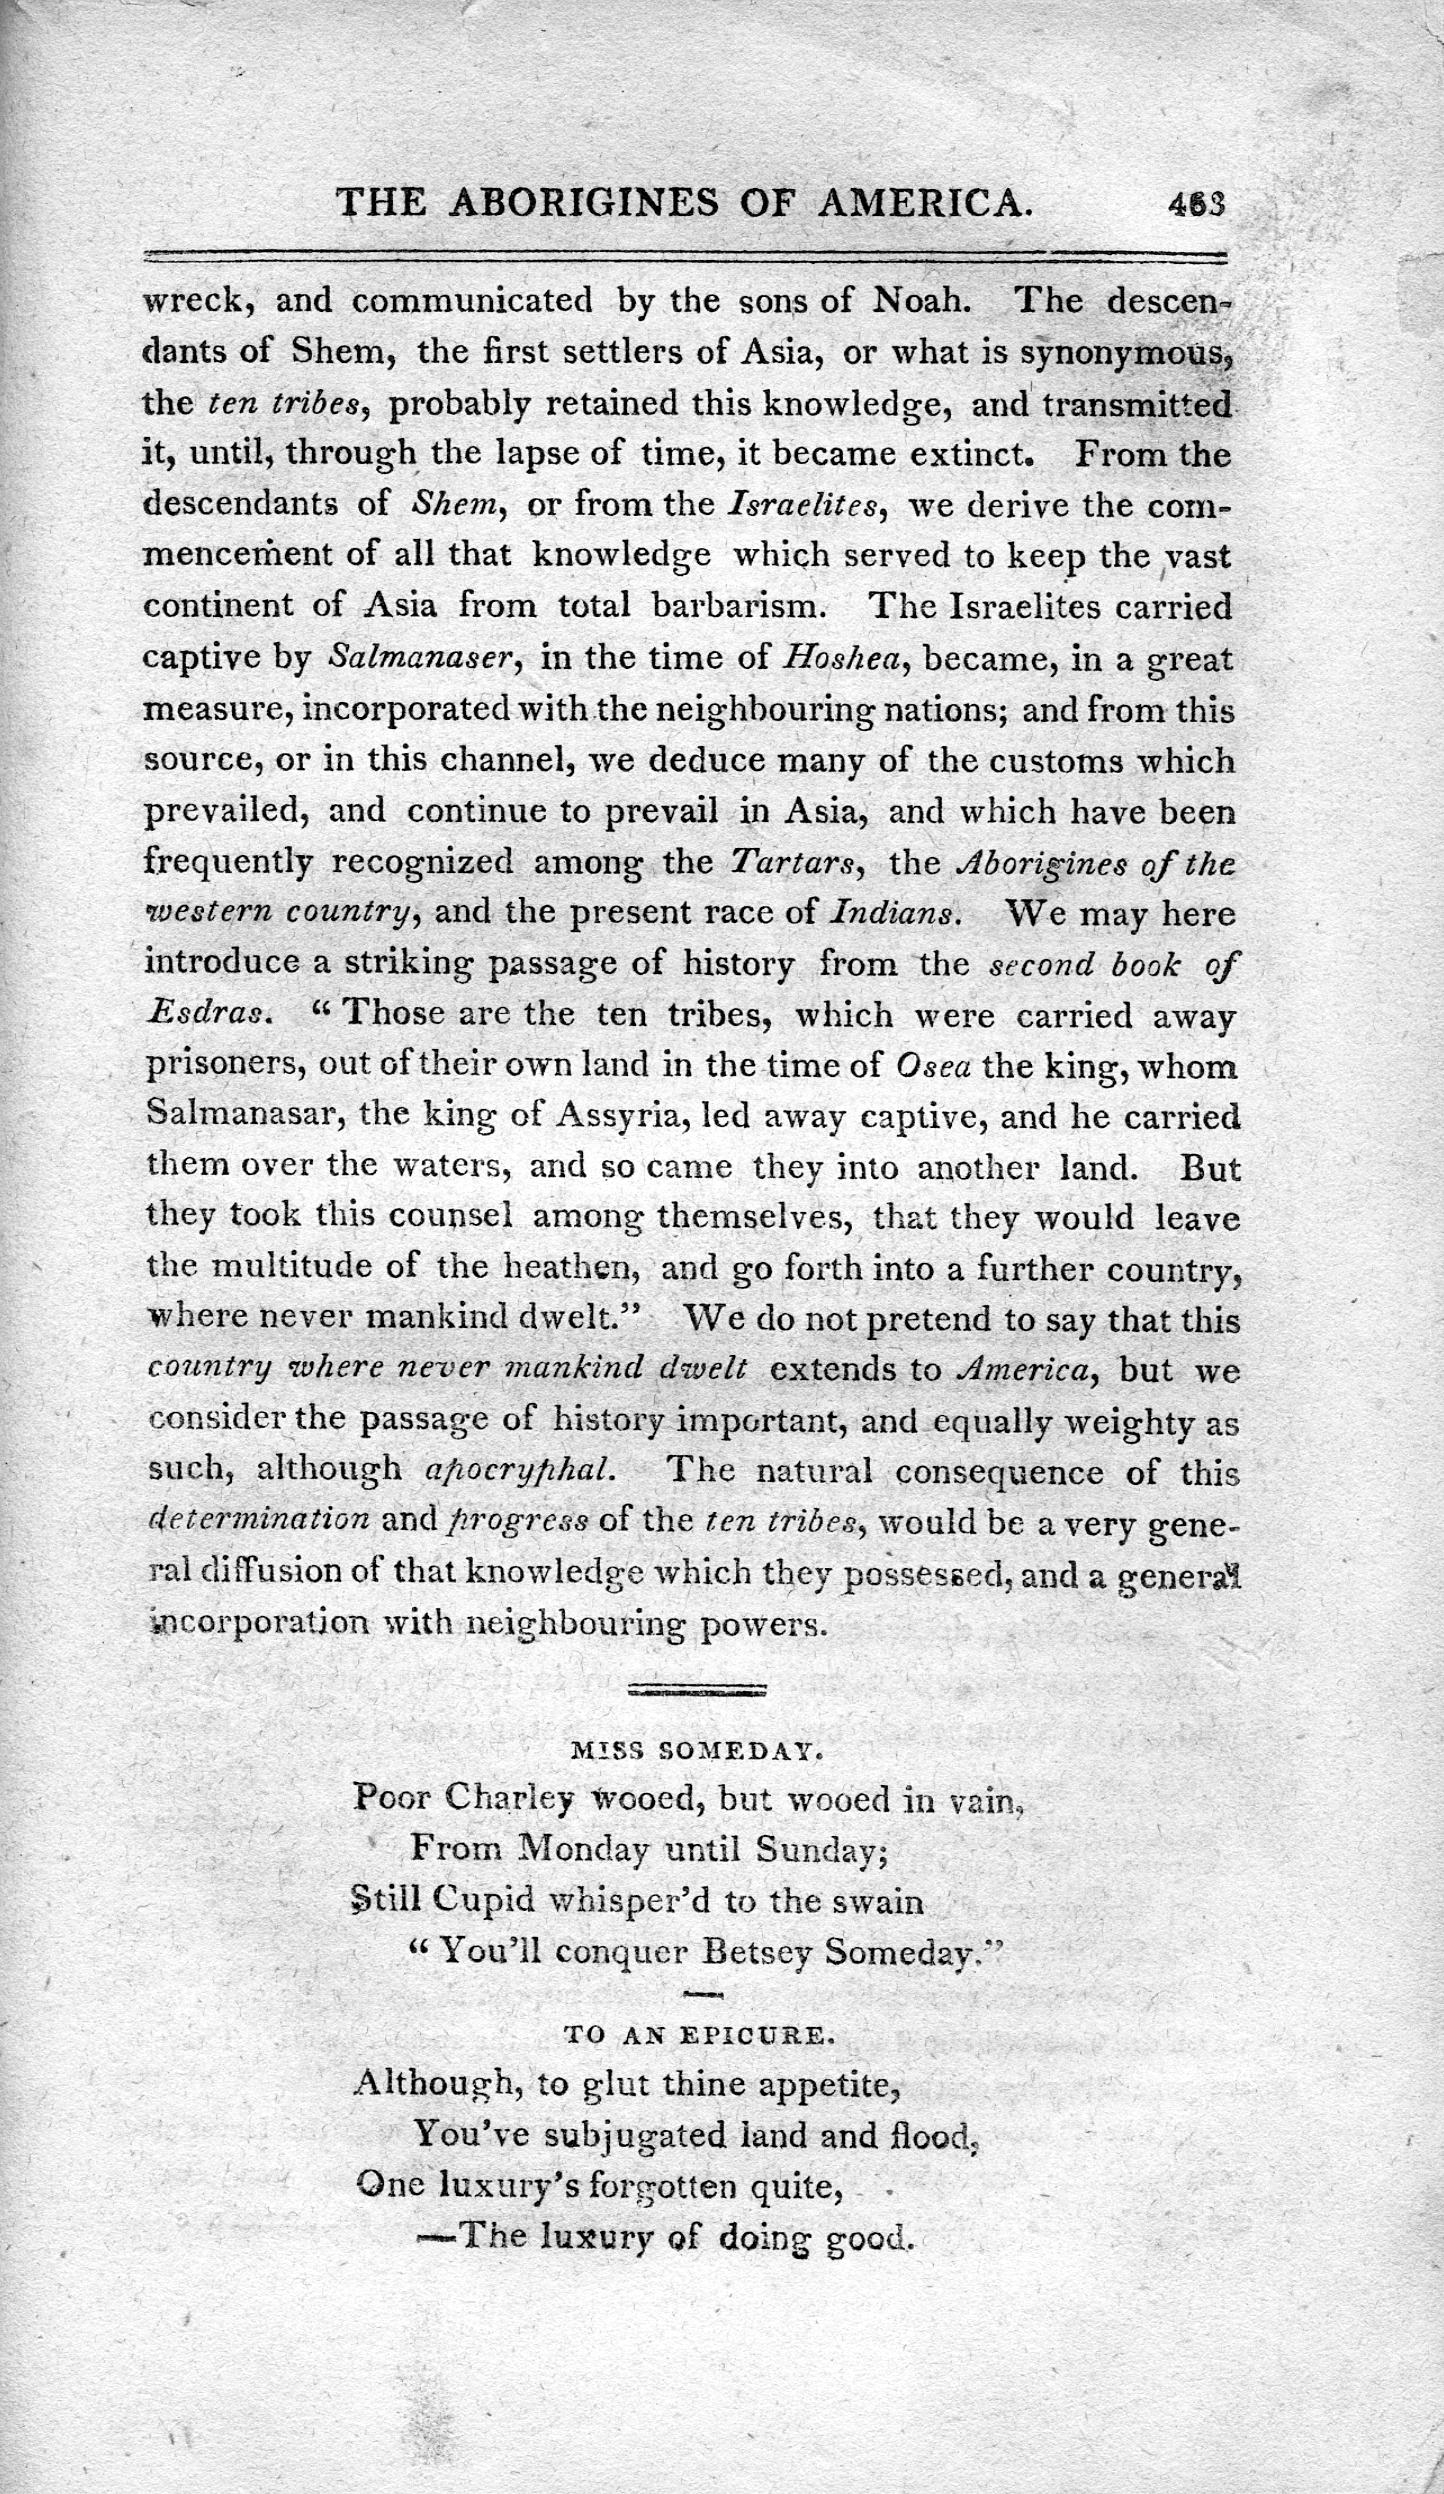 THE ABORIGINES OF AMERICA. 463
wreck, and communicated by the sons of Noah. The descen-
dants of Shem, the first settlers of Asia, or what is synonymous,
the ten tribes, probably retained this knowledge, and transmitted
it, until, through the lapse of time, it became extinct. From the
descendants of Shem, or from the Israelites, we derive the com-
mencement of all that knowledge which served to keep the vast
continent of Asia from total barbarism. The Israelites carried
captive by Salmanaser, in the time of Hoshea, became, in a great
measure, incorporated with the neighbouring nations; and from this
source, or in this channel, we deduce many of the customs which
prevailed, and continue to prevail in Asia, and which have been
frequently recognized among the Tartars, the Aborigines of the
western country, and the present race of Indians. We may here
introduce a striking passage of history from the second book of
Esdras. “Those are the ten tribes, which were carried away
prisoners, out of their own land in the time of Osea the king, whom
Salmanasar, the king of Assyria, led away captive, and he carried
them over the waters, and so came they into another land. But
they took this counsel among themselves, that they would leave
the multitude of the heathen, and go forth into a further country,
where never mankind dwelt.” We do not pretend to say that this
country where never mankind dwelt extends to America, but we
consider the passage of history important, and equally weighty as
such, although apocryphal. The natural consequence of this
determination and progress of the ten tribes, would be a very gene-
ral diffusion of that knowledge which they possessed, and a general
incorporation with neighbouring powers.
MISS SOMEDAY.
Poor Charley wooed, but wooed in vain,
From Monday until Sunday;
Still Cupid whisper’d to the swain
“You’ll conquer Betsey Someday.”
TO AN EPICURE.
Although, to glut thine appetite,
You’ve subjugated land and flood,
One luxury’s forgotten quite,
—The luxury of doing good.